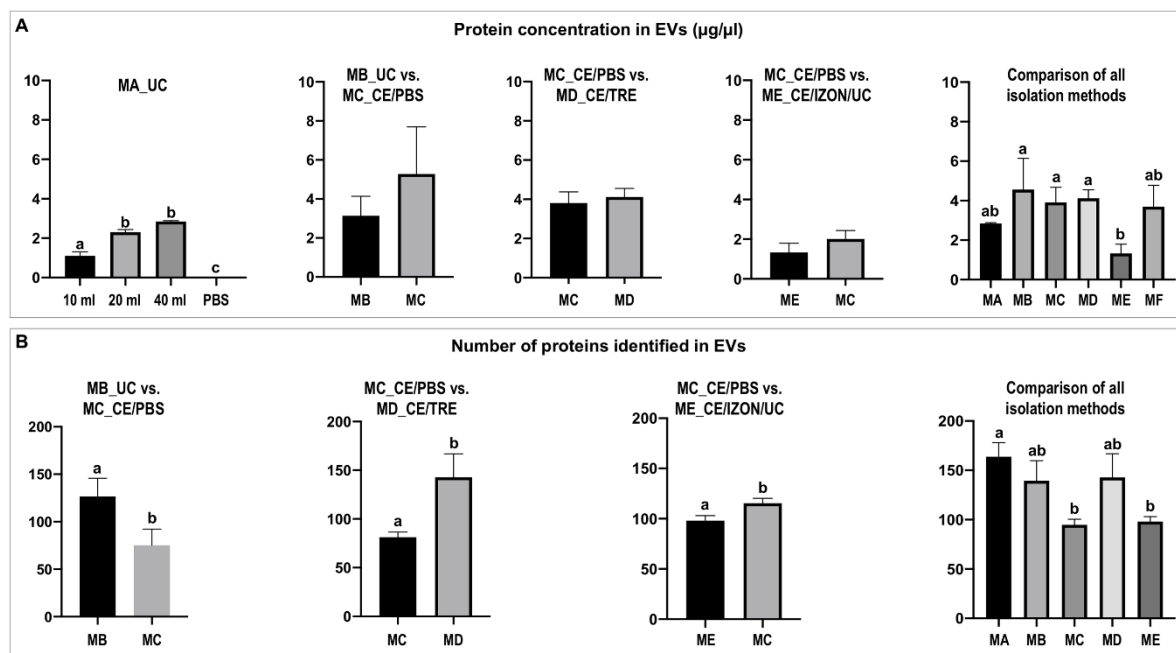 A
Protein concentration in EVs (µg/µl)
MA_UC
10
8
6
4
2
0
a
b
b
c
10 ml 20 ml 40 ml PBS
MB_UC vs.
MC_CE/PBS
10
8
6
4
2
0
MB MC
MC_CE/PBS vs.
MD_CE/TRE
10
8
6
4
2
0
MC MD
MC_CE/PBS vs.
ME_CE/IZON/UC
10
8
6
4
2
0
ME MC
Comparison of all
isolation methods
10
8
6
4
2
0
ab
a
a
a
b
ab
MA MB MC MD ME MF
B
Number of proteins identified in EVs
MB_UC vs.
MC_CE/PBS
200
150
100
50
0
a
b
MB MC
MC_CE/PBS vs.
MD_CE/TRE
200
150
100
50
0
a
b
MC MD
MC_CE/PBS vs.
ME_CE/IZON/UC
200
150
100
50
0
a
b
ME MC
Comparison of all
isolation methods
200
150
100
50
0
a
ab
b
ab
b
MA MB MC MD ME